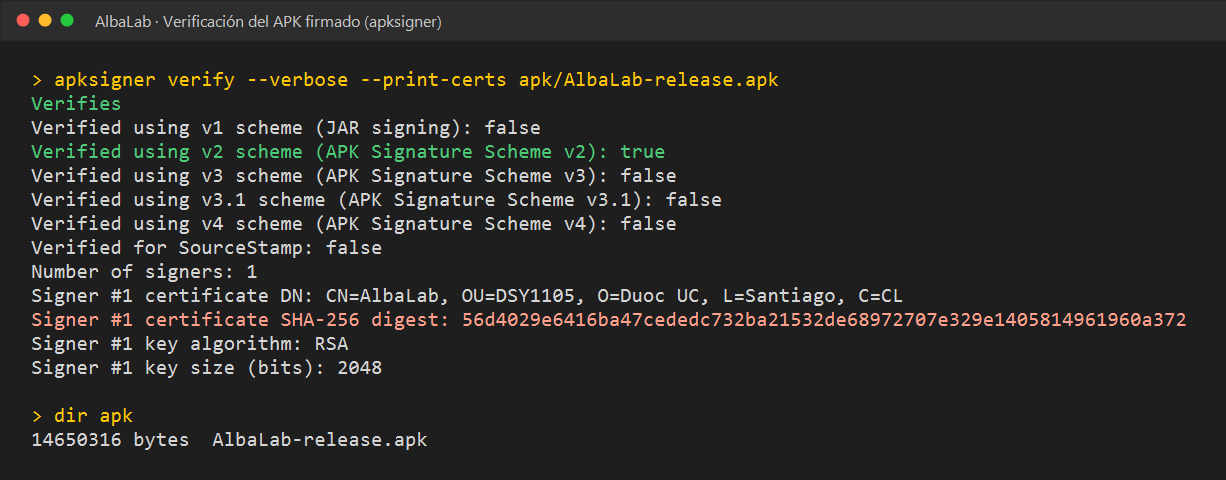 AlbaLab · Verificación del APK firmado (apksigner)
> apksigner verify --verbose --print-certs apk/AlbaLab-release.apk
Verifies
Verified using v1 scheme (JAR signing): false
Verified using v2 scheme (APK Signature Scheme v2): true
Verified using v3 scheme (APK Signature Scheme v3): false
Verified using v3.1 scheme (APK Signature Scheme v3.1): false
Verified using v4 scheme (APK Signature Scheme v4): false
Verified for SourceStamp: false
Number of signers: 1
Signer #1 certificate DN: CN=AlbaLab, OU=DSY1105, O=Duoc UC, L=Santiago, C=CL
Signer #1 certificate SHA-256 digest: 56d4029e6416ba47cededc732ba21532de68972707e329e1405814961960a372
Signer #1 key algorithm: RSA
Signer #1 key size (bits): 2048
> dir apk
14650316 bytes  AlbaLab-release.apk